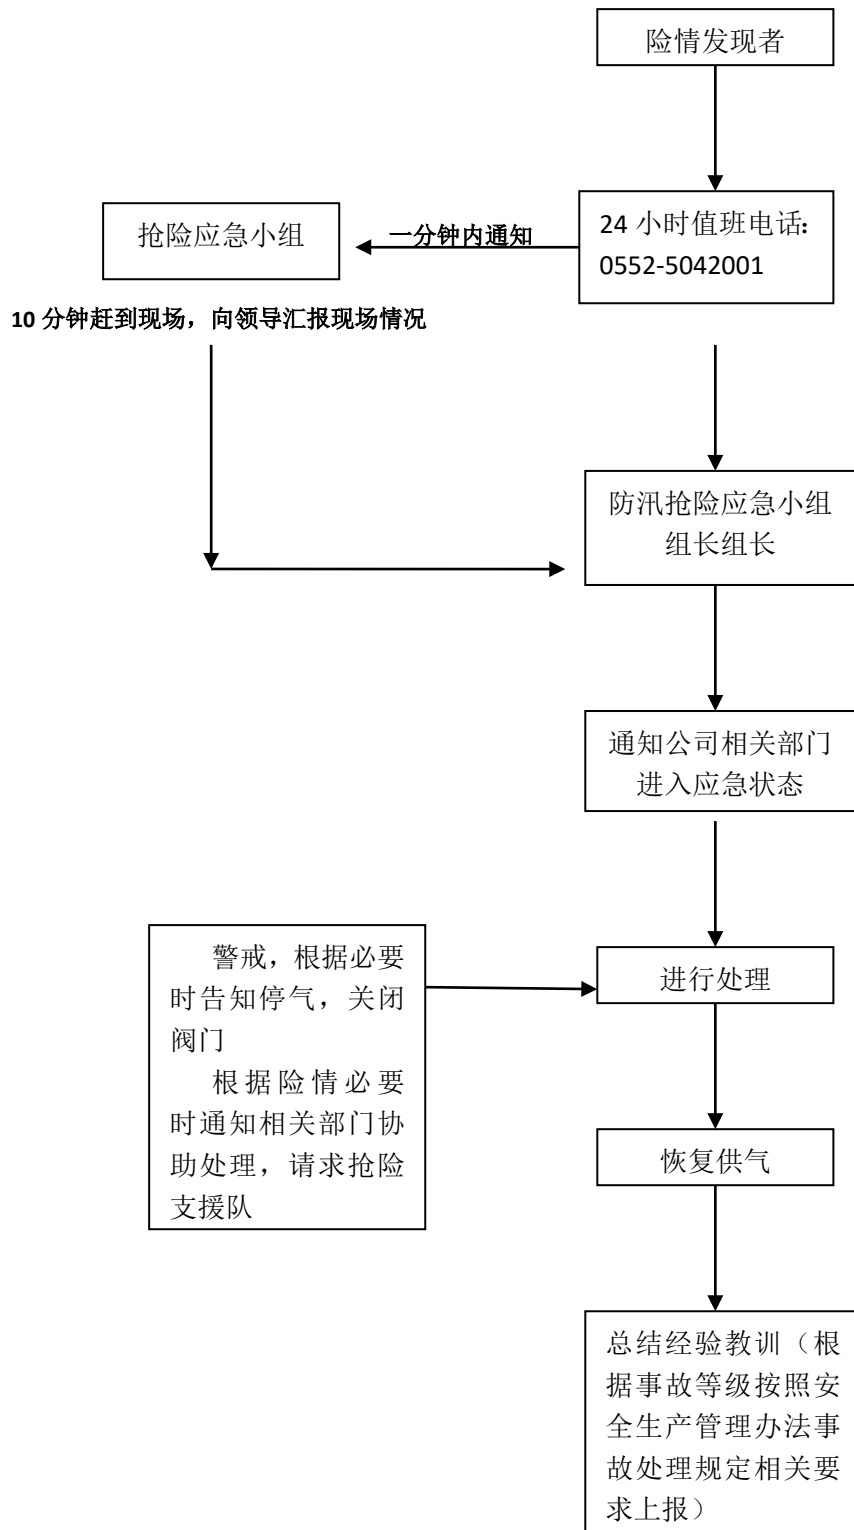 险情发现者
抢险应急小组
一分钟内通知
24 小时值班电话:
0552-5042001
10 分钟赶到现场，向领导汇报现场情况
防汛抢险应急小组
组长组长
通知公司相关部门
进入应急状态
警戒，根据必要
时告知停气，关闭
阀门
根据险情必要
时通知相关部门协
助处理，请求抢险
支援队
进行处理
恢复供气
总结经验教训（根
据事故等级按照安
全生产管理办法事
故处理规定相关要
求上报）